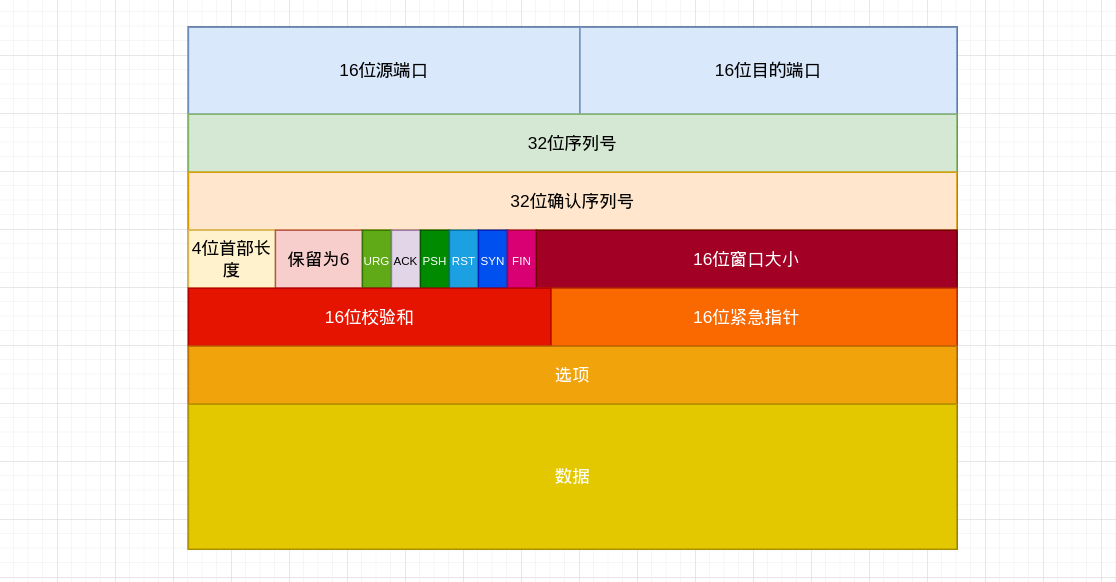 16位源端口
16位目的端口
32位序列号
32位确认序列号
4位首部长
度
保留为6
URG
ACK
PSH
RST
SYN
FIN
16位窗口大小
16位校验和
16位紧急指针
选项
数据